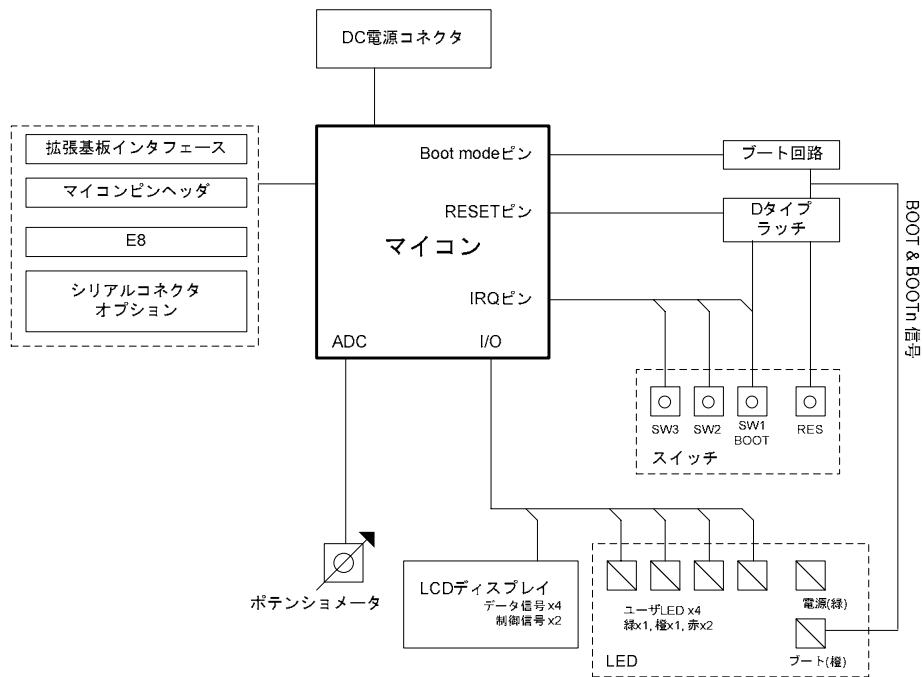 DC電源コネクタ
拡張基板インタフェース
マイコンピンヘッダ
E8
シリアルコネクタ
オプション
Boot modeピン
RESETピン
マイコン
IRQピン
ADC
I/O
ブート回路
Dタイプ
ラッチ
BOOT & BOOTn 信号
SW3
SW2
SW1
BOOT
RES
スイッチ
ポテンショメータ
LCDディスプレイ
データ信号x4
制御信号x2
ユーザLED x4
緑x1, 橙x1, 赤x2
電源(緑)
ブート(橙)
LED